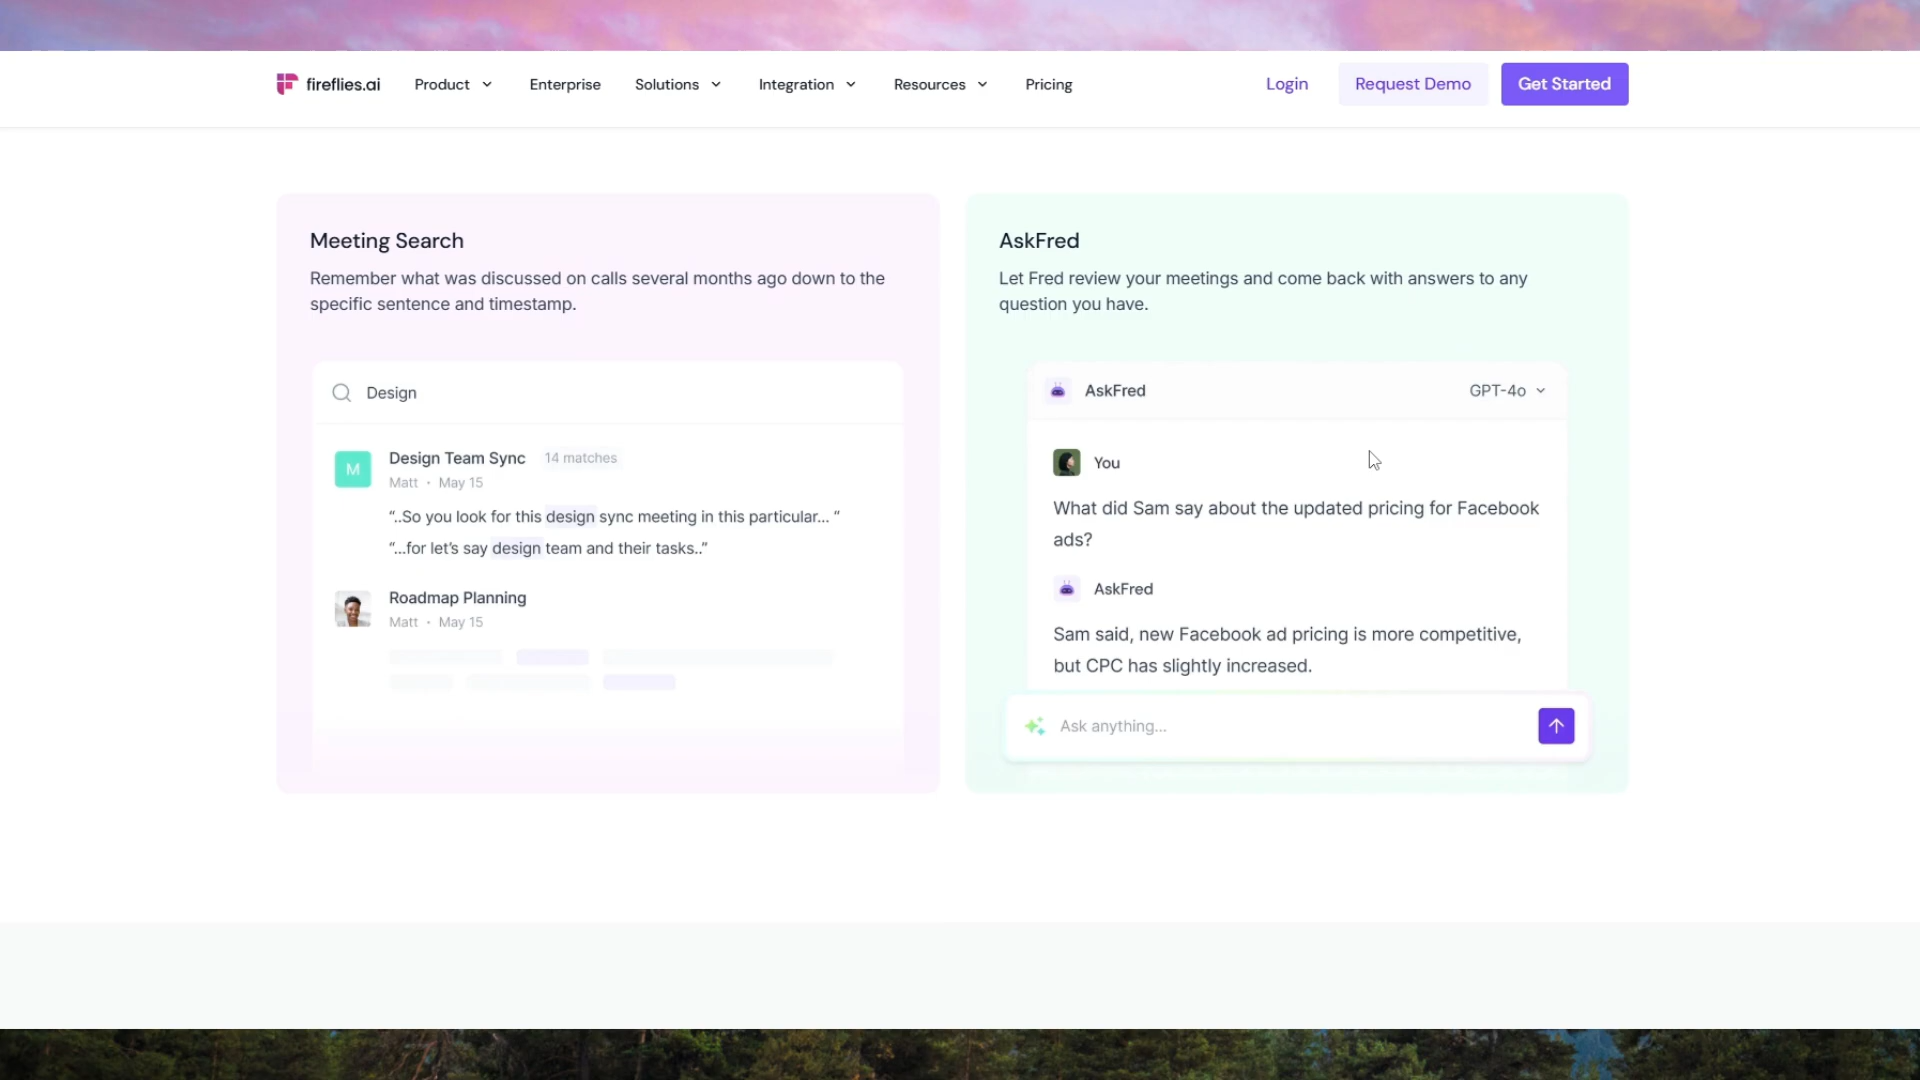 fireflies.ai Product Enterprise Solutions Integration Resources Pricing Login Request Demo Get Started
Meeting Search
Remember what was discussed on calls several months ago down to the
specific sentence and timestamp.
Design
M Design Team Sync 14 matches
Matt • May 15
“..So you look for this design sync meeting in this particular... “
“...for let’s say design team and their tasks..”
Roadmap Planning
Matt • May 15
AskFred
Let Fred review your meetings and come back with answers to any
question you have.
AskFred GPT-4o
You
What did Sam say about the updated pricing for Facebook
ads?
AskFred
Sam said, new Facebook ad pricing is more competitive,
but CPC has slightly increased.
Ask anything...